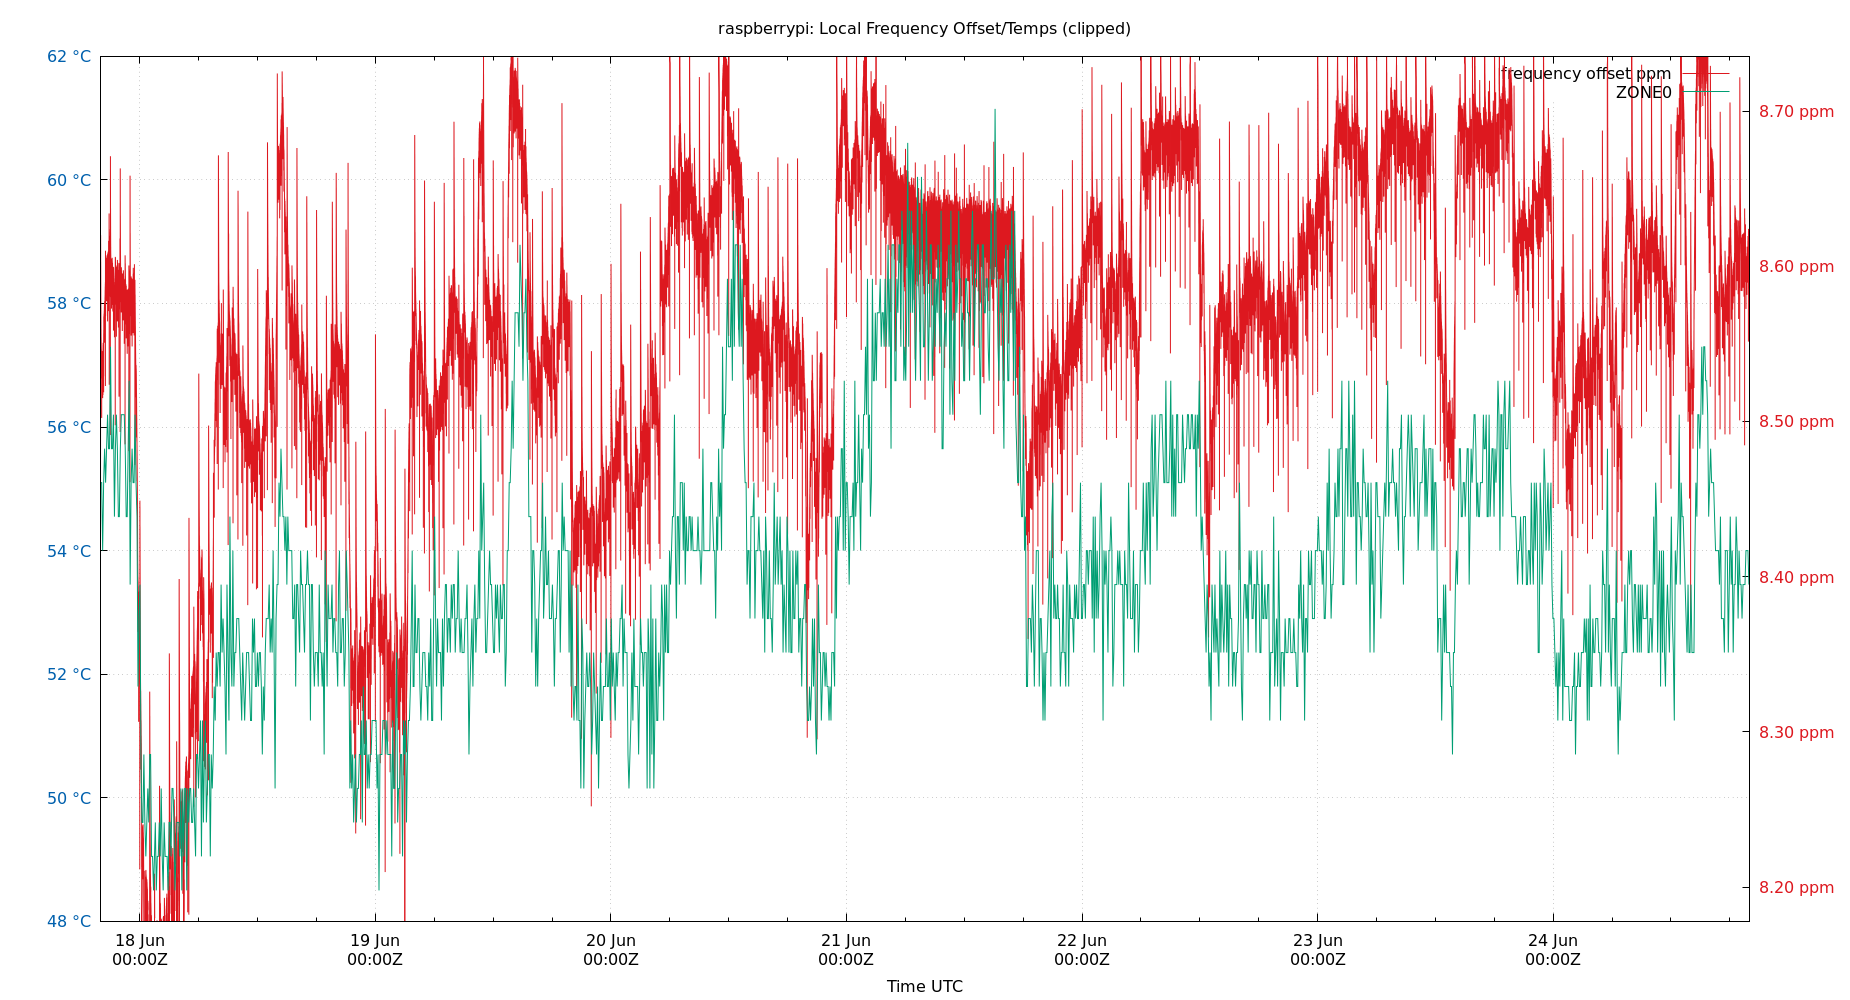 raspberrypi: Local Frequency Offset/Temps (clipped)
62 °C
60 °C
58 °C
56 °C
54 °C
52 °C
50 °C
48 °C
frequency offset ppm
ZONE0
8.70 ppm
8.60 ppm
8.50 ppm
8.40 ppm
8.30 ppm
8.20 ppm
18 Jun
00:00Z
19 Jun
00:00Z
20 Jun
00:00Z
21 Jun
00:00Z
22 Jun
00:00Z
23 Jun
00:00Z
24 Jun
00:00Z
Time UTC